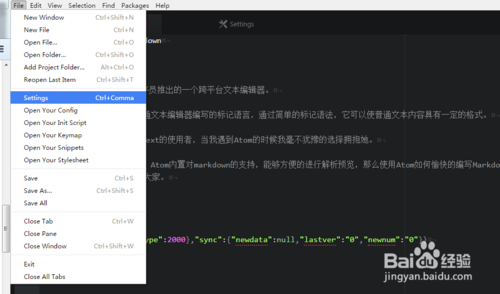 File Edit View Selection Find Packages Help
New Window Ctrl+Shift+N
New File Ctrl+N
Open File... Ctrl+O
Open Folder... Ctrl+Shift+O
Add Project Folder... Alt+Ctrl+O
Reopen Last Item Ctrl+Shift+T
Settings Ctrl+Comma
Open Your Config
Open Your Init Script
Open Your Keymap
Open Your Snippets
Open Your Stylesheet
Save Ctrl+S
Save As... Ctrl+Shift+S
Save All
Close Tab Ctrl+W
Close Pane
Close Window Ctrl+Shift+W
Exit
Close All Tabs
Settings
down
员推出的一个跨平台文本编辑器。
通文本编辑器编写的标记语言，通过简单的标记语法，它可以使普通文本内容具有一定的格式。
ext的使用者，当我遇到Atom的时候我毫不犹豫的选择拥抱她。
Atom内置对markdown的支持，能够方便的进行解析预览，那么使用Atom如何愉快的编写Markdo
大家。
ype":2000},"sync":{"newdata":null,"lastver":"0","newnum":"0"}}
Baidu 经验
jingyan.baidu.com